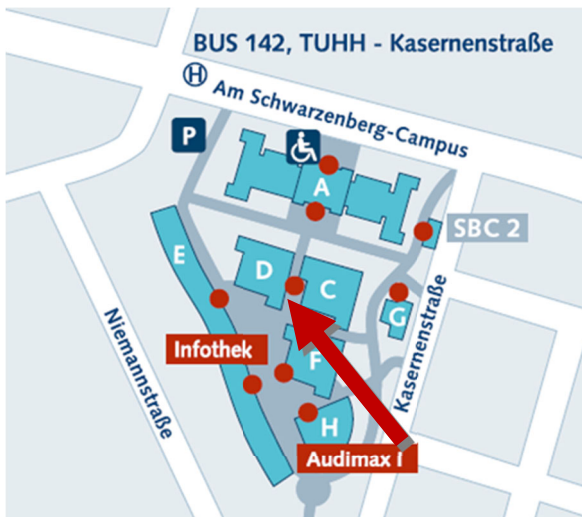 BUS 142, TUHH - Kasernenstraße
H
Am Schwarzenberg-Campus
P
A
SBC 2
E
D
C
G
Infothek
F
Niemannstraße
Kasernenstraße
H
Audimax I